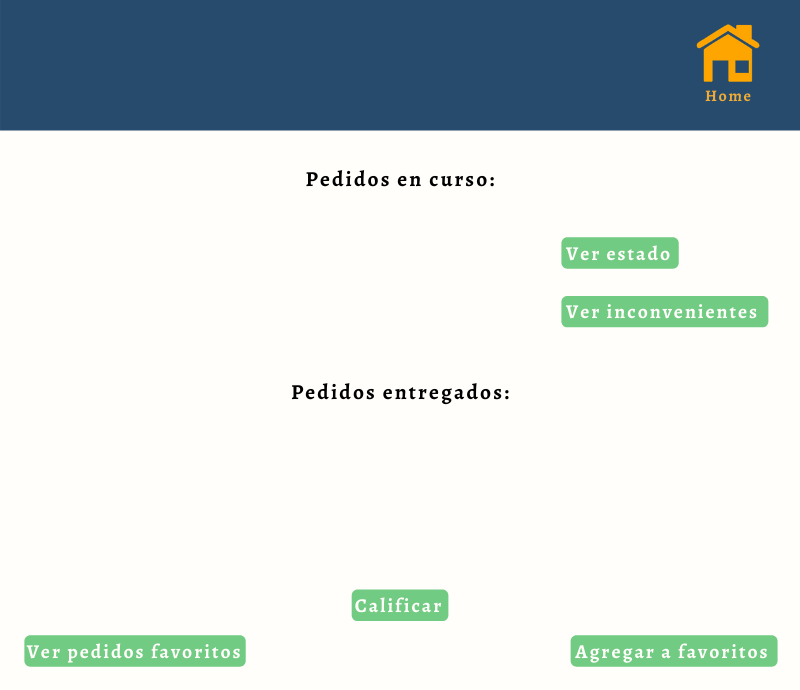 Home
Pedidos en curso:
Ver estado
Ver inconvenientes
Pedidos entregados:
Calificar
Ver pedidos favoritos
Agregar a favoritos